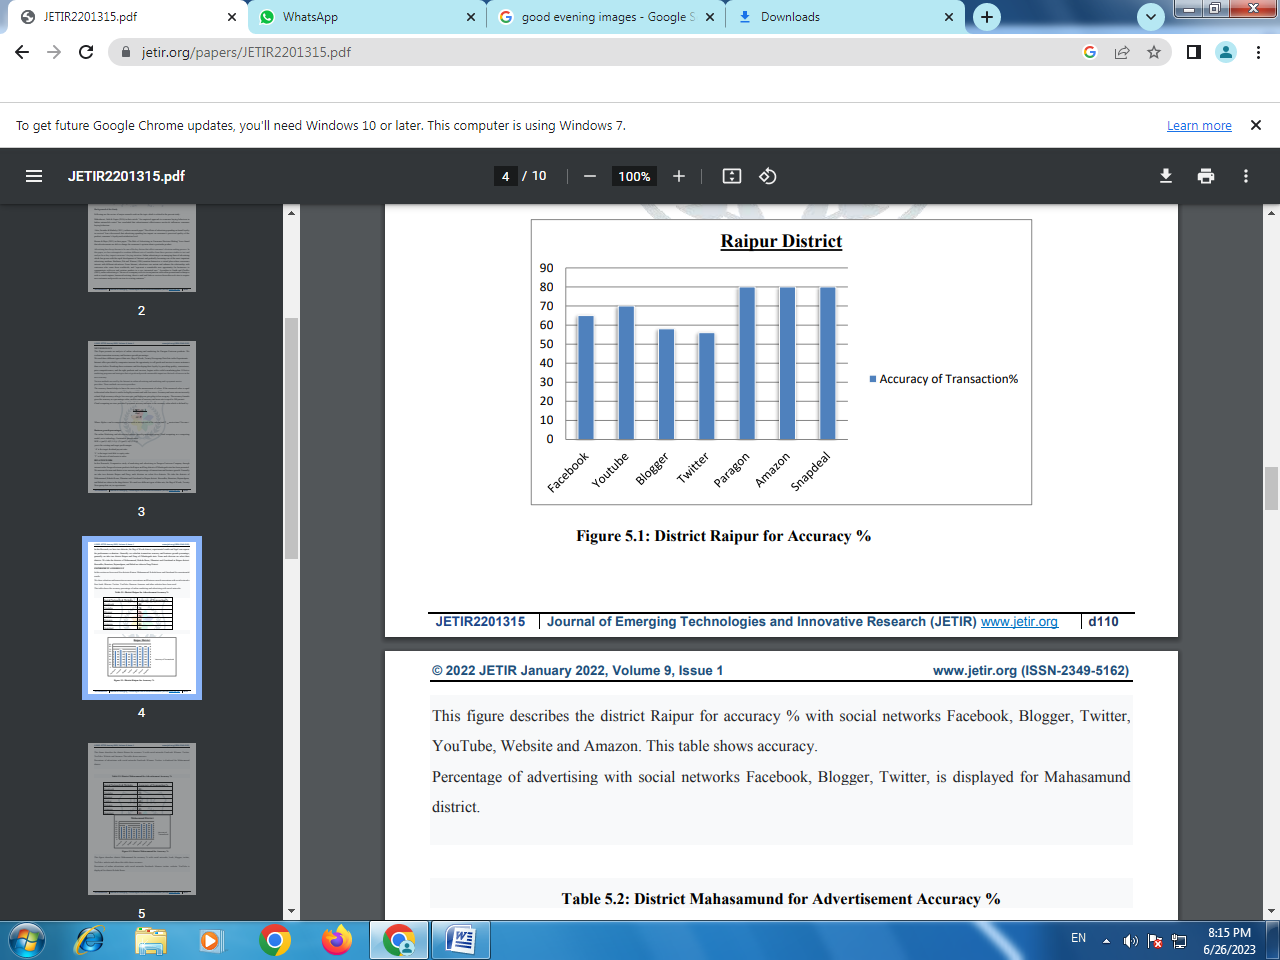 JETIR2201315.pdf
WhatsApp
good evening images - Google S
Downloads
jetir.org/papers/JETIR2201315.pdf
To get future Google Chrome updates, you'll need Windows 10 or later. This computer is using Windows 7.
Learn more
JETIR2201315.pdf
4 / 10
100%
2
3
4
5
Raipur District
90
80
70
60
50
40
30
20
10
0
Facebook
Youtube
Blogger
Twitter
Paragon
Amazon
Snapdeal
Accuracy of Transaction%
Figure 5.1: District Raipur for Accuracy %
JETIR2201315 Journal of Emerging Technologies and Innovative Research (JETIR) www.jetir.org d110
© 2022 JETIR January 2022, Volume 9, Issue 1 www.jetir.org (ISSN-2349-5162)
This figure describes the district Raipur for accuracy % with social networks Facebook, Blogger, Twitter,
YouTube, Website and Amazon. This table shows accuracy.
Percentage of advertising with social networks Facebook, Blogger, Twitter, is displayed for Mahasamund
district.
Table 5.2: District Mahasamund for Advertisement Accuracy %
EN
8:15 PM
6/26/2023